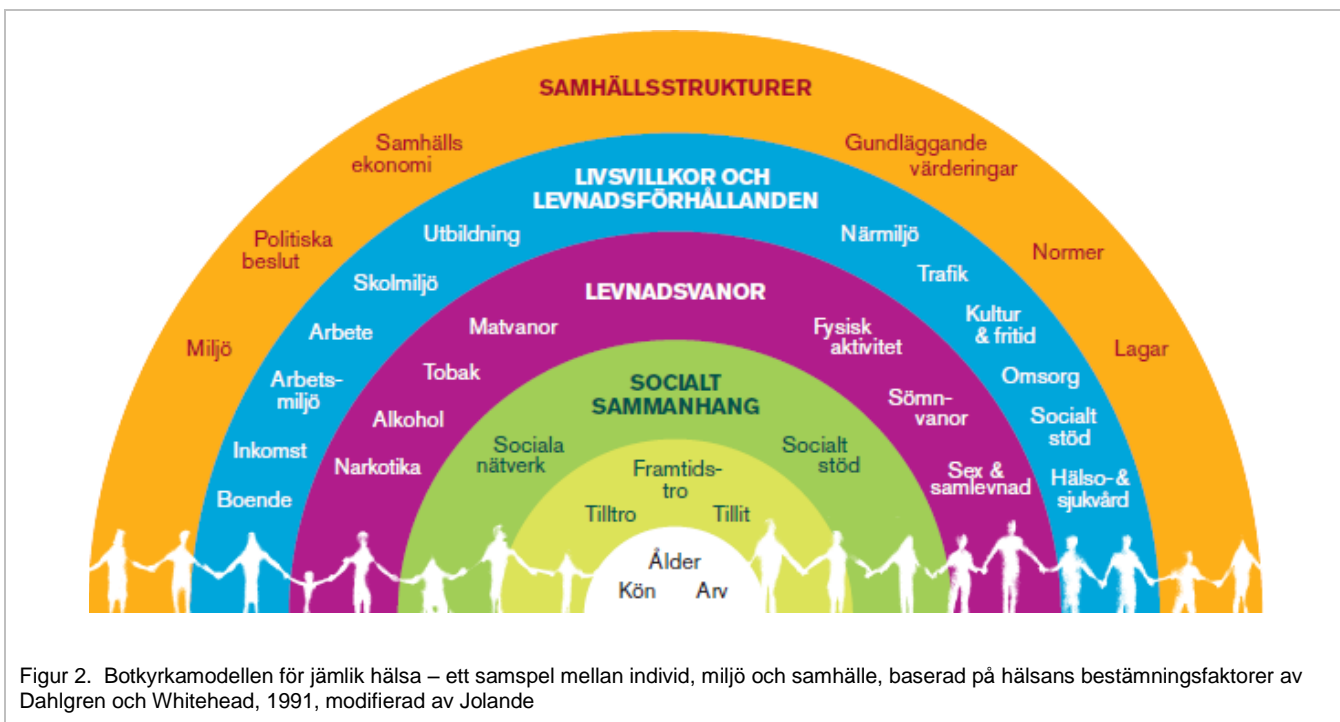 SAMHÄLLSSTRUKTURER
Samhälls
ekonomi
Gundläggande
värderingar
Politiska
beslut
Normer
Miljö
Lagar
LIVSVILLKOR OCH
LEVNADSFÖRHÅLLANDEN
Utbildning
Närmiljö
Skolmiljö
Trafik
Arbete
Kultur
& fritid
Arbets-
miljö
Omsorg
Inkomst
Socialt
stöd
Boende
Hälso- &
sjukvård
LEVNADSVANOR
Matvanor
Fysisk
aktivitet
Tobak
Sömn-
vanor
Alkohol
Narkotika
Sex &
samlevnad
SOCIALT
SAMMANHANG
Sociala
nätverk
Socialt
stöd
Framtids-
tro
Tilltro
Tillit
Ålder
Kön
Arv
Figur 2. Botkyrkamodellen för jämlik hälsa – ett samspel mellan individ, miljö och samhälle, baserad på hälsans bestämningsfaktorer av
Dahlgren och Whitehead, 1991, modifierad av Jolande